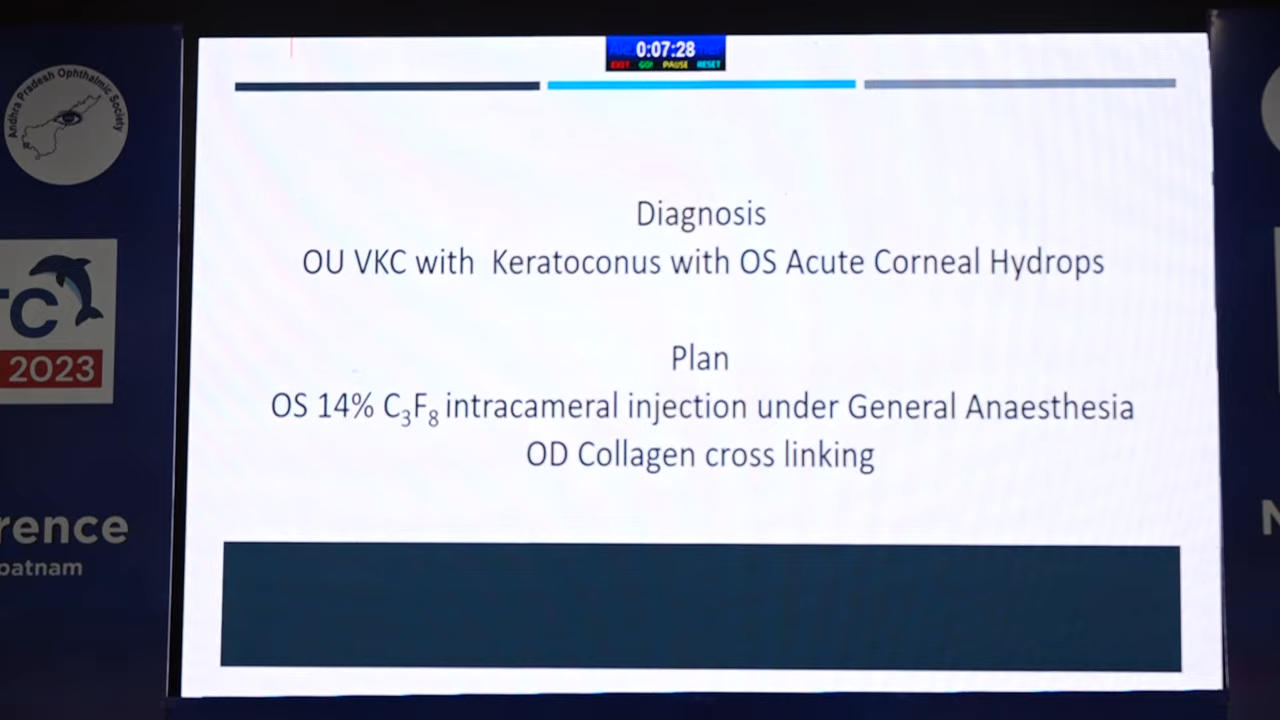 Andhra Pradesh Ophthalmic Society
TC
2023
rence
patnam
0:07:28
EXIT GO! PAUSE RESET
Diagnosis
OU VKC with Keratoconus with OS Acute Corneal Hydrops
Plan
OS 14% C₃F₈ intracameral injection under General Anaesthesia
OD Collagen cross linking
N